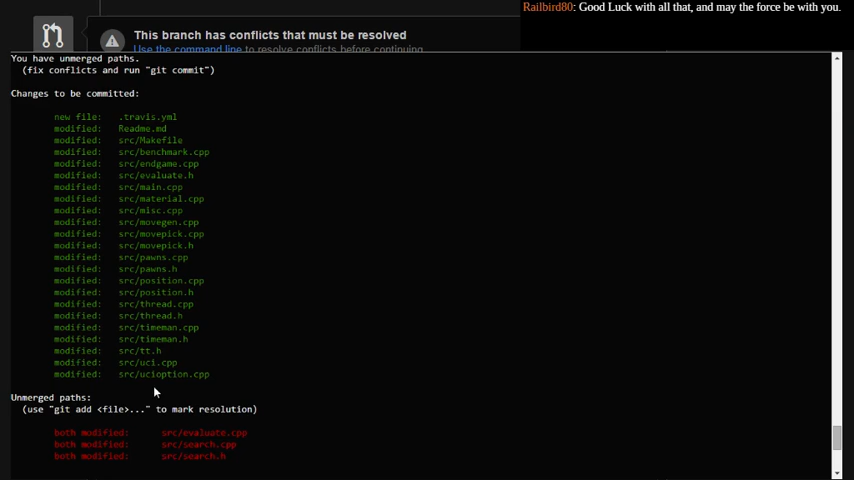 Railbird80: Good Luck with all that, and may the force be with you.
This branch has conflicts that must be resolved
Use the command line to resolve conflicts before continuing.
You have unmerged paths.
(fix conflicts and run "git commit")
Changes to be committed:
new file: .travis.yml
modified: Readme.md
modified: src/Makefile
modified: src/benchmark.cpp
modified: src/endgame.cpp
modified: src/evaluate.h
modified: src/main.cpp
modified: src/material.cpp
modified: src/misc.cpp
modified: src/movegen.cpp
modified: src/movepick.cpp
modified: src/movepick.h
modified: src/pawns.cpp
modified: src/pawns.h
modified: src/position.cpp
modified: src/position.h
modified: src/thread.cpp
modified: src/thread.h
modified: src/timeman.cpp
modified: src/timeman.h
modified: src/tt.h
modified: src/uci.cpp
modified: src/ucioption.cpp
Unmerged paths:
(use "git add <file>..." to mark resolution)
both modified: src/evaluate.cpp
both modified: src/search.cpp
both modified: src/search.h